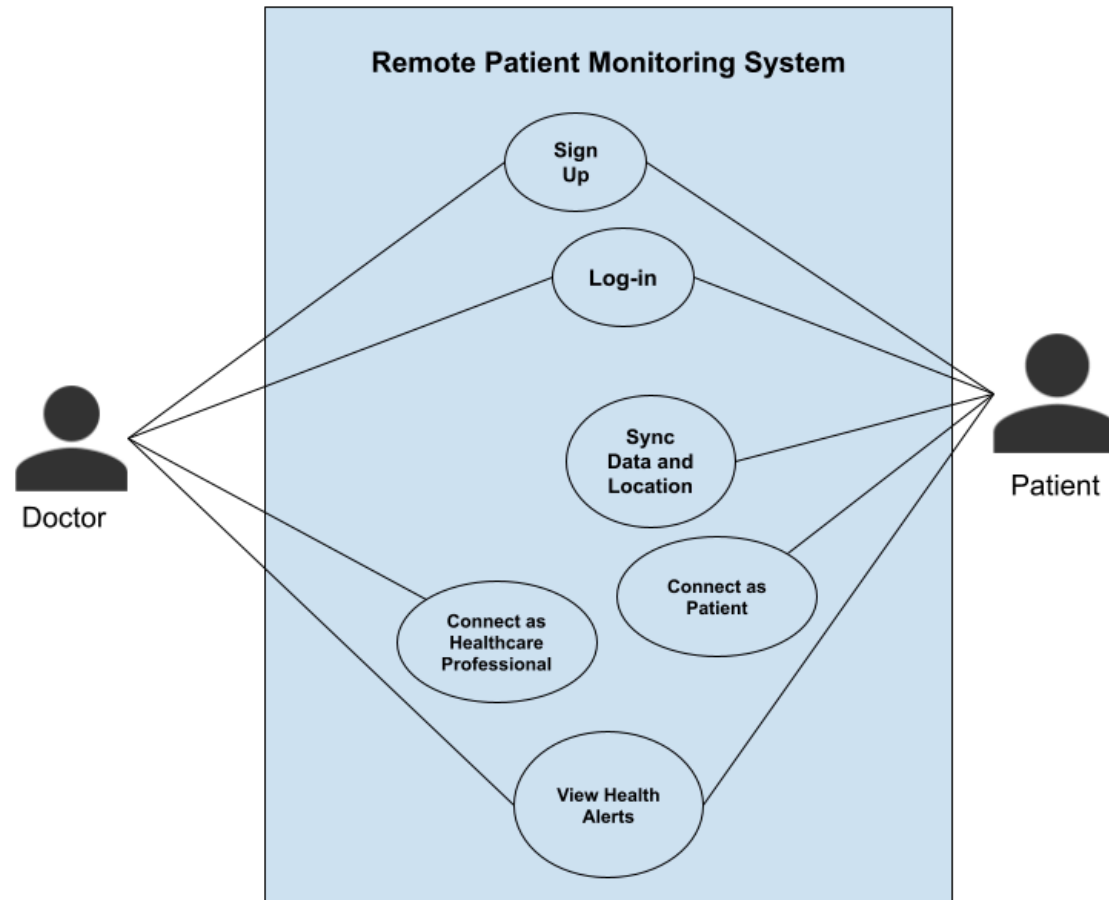 Remote Patient Monitoring System
Sign
Up
Log-in
Sync
Data and
Location
Doctor
Patient
Connect as
Patient
Connect as
Healthcare
Professional
View Health
Alerts